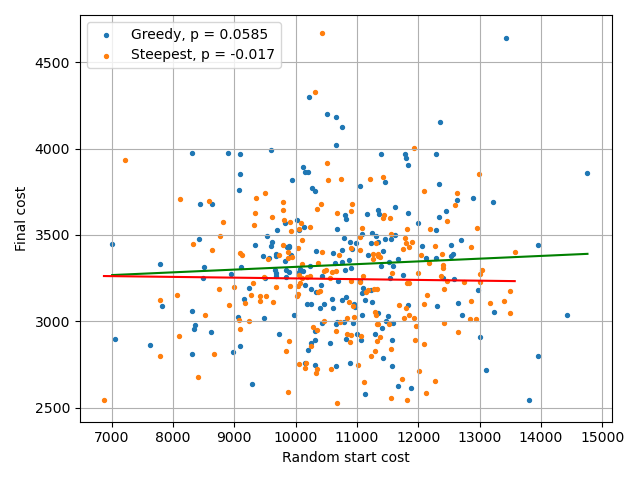 Greedy, p = 0.0585
Steepest, p = -0.017
4500
4000
3500
3000
2500
Final cost
7000 8000 9000 10000 11000 12000 13000 14000 15000
Random start cost